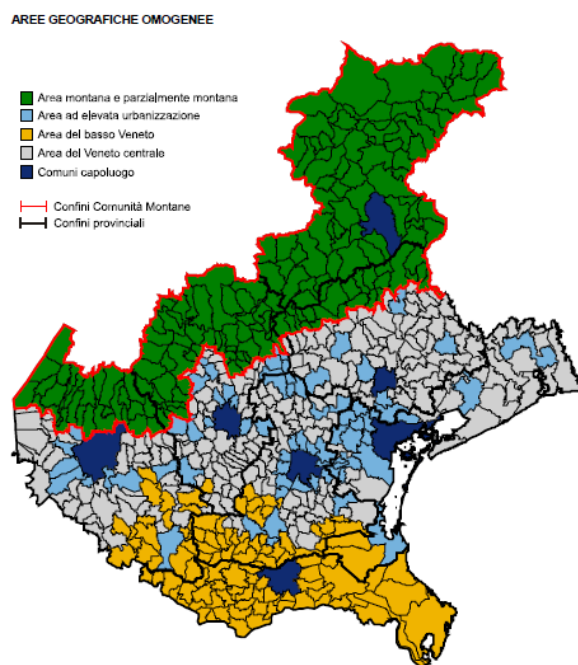 AREE GEOGRAFICHE OMOGENEE
Area montana e parzialmente montana
Area ad elevata urbanizzazione
Area del basso Veneto
Area del Veneto centrale
Comuni capoluogo
Confini Comunità Montane
Confini provinciali